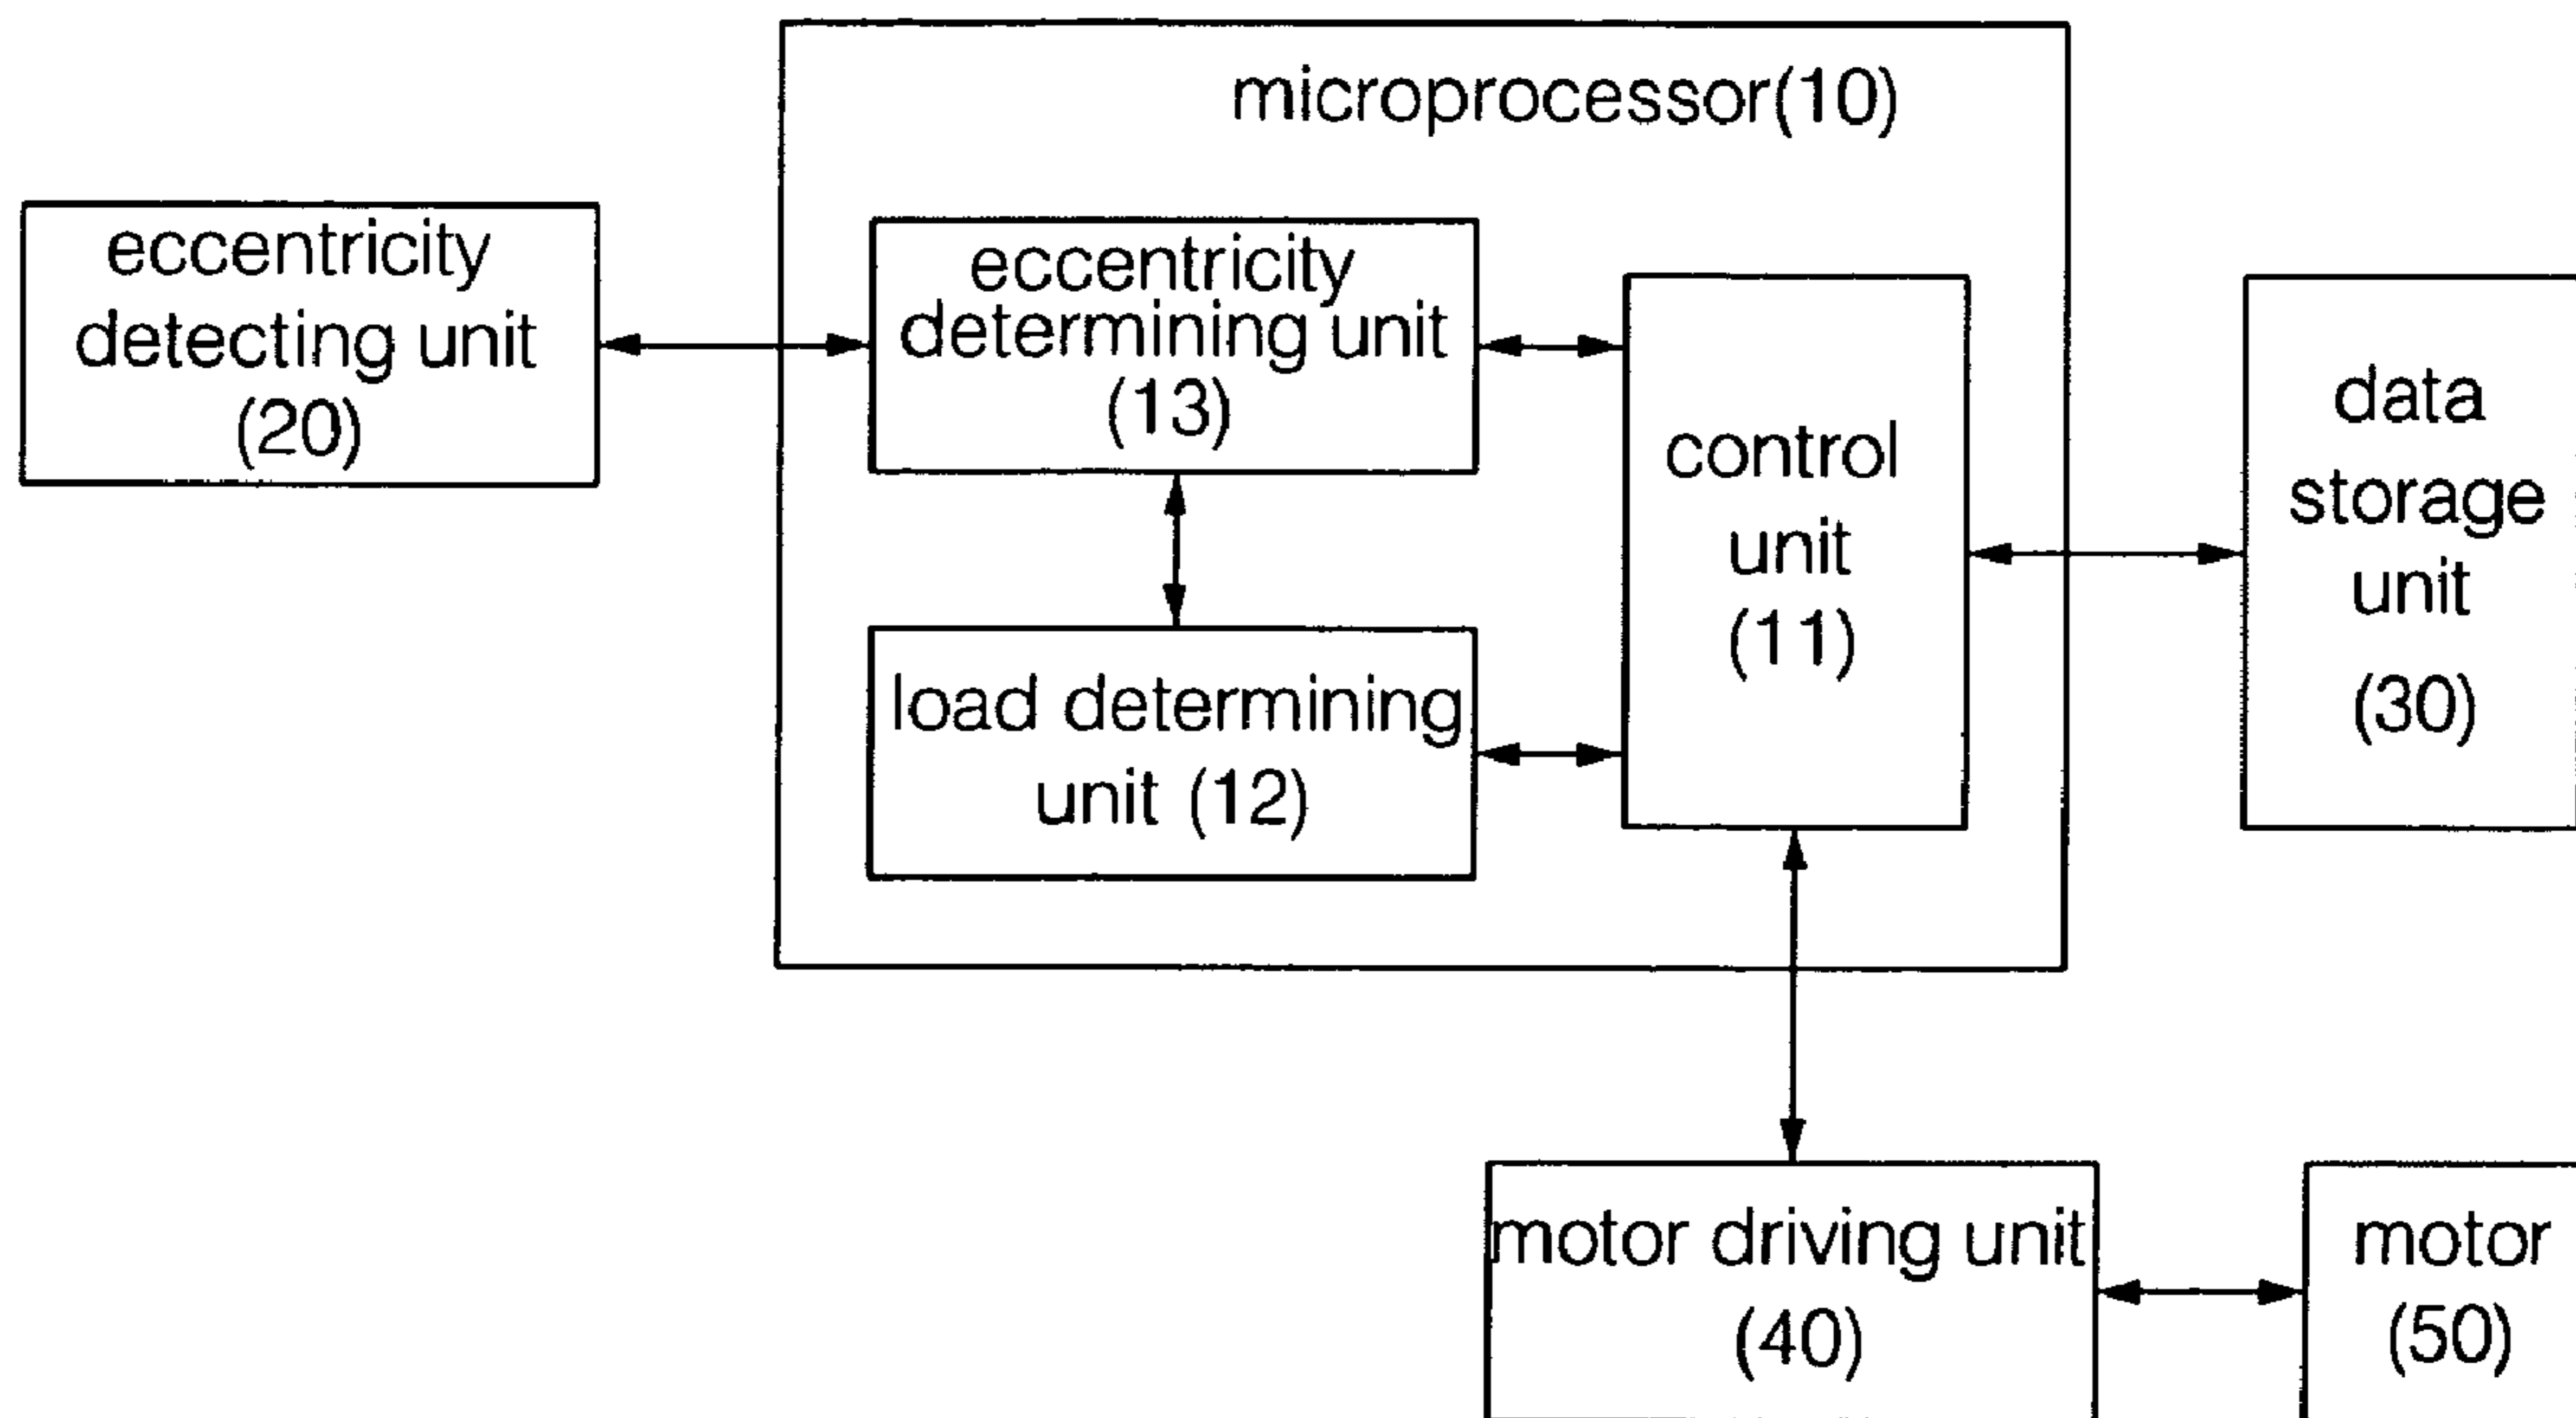 microprocessor(10)
eccentricity
detecting unit
(20)
eccentricity
determining unit
(13)
load determining
unit (12)
control
unit
(11)
data
storage
unit
(30)
motor driving unit
(40)
motor
(50)